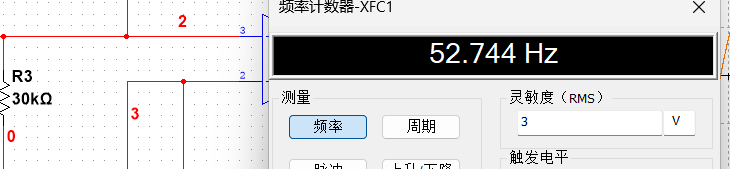 频率计数器-XFC1
2
3
52.744 Hz
2
R3
30kΩ
3
0
测量
灵敏度（RMS）
频率
周期
3
V
脉冲
上升/下降
触发电平